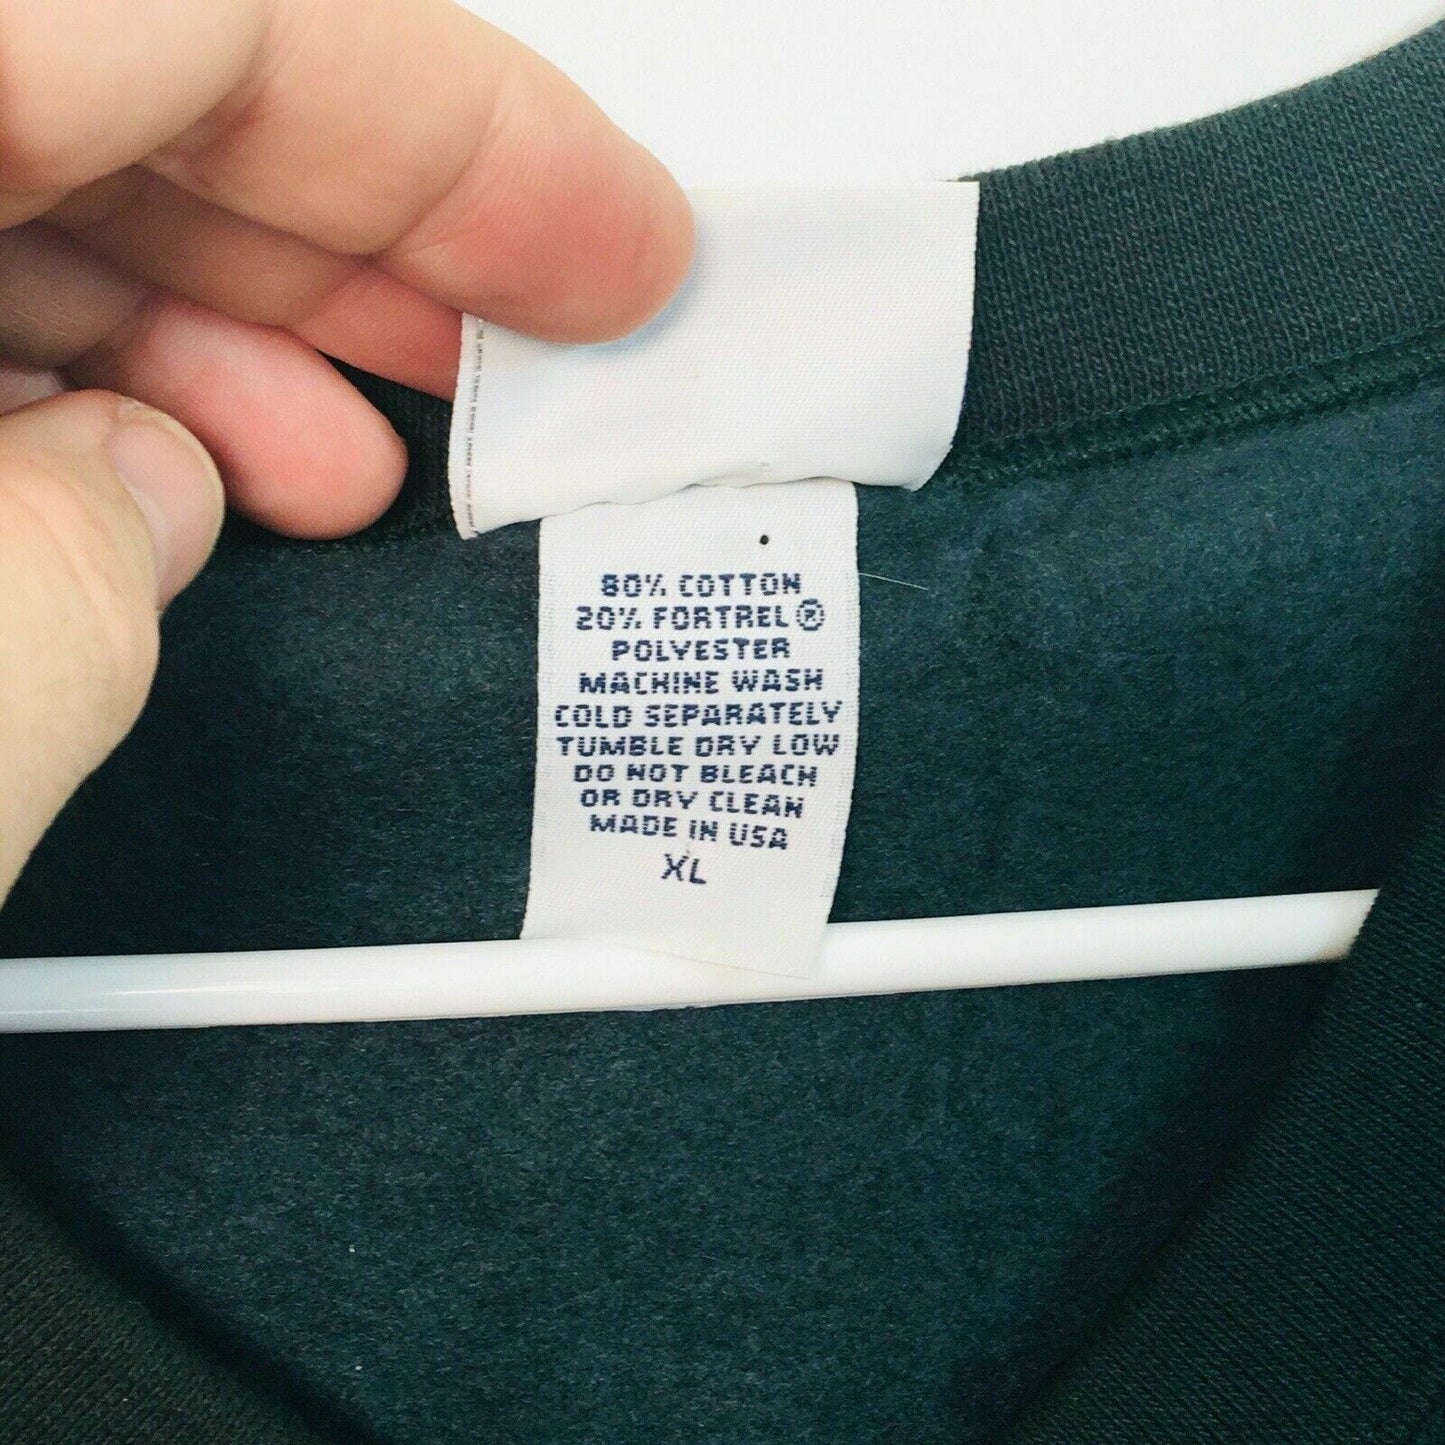 80% COTTON
20% FORTREL®
POLYESTER
MACHINE WASH
COLD SEPARATELY
TUMBLE DRY LOW
DO NOT BLEACH
OR DRY CLEAN
MADE IN USA
XL